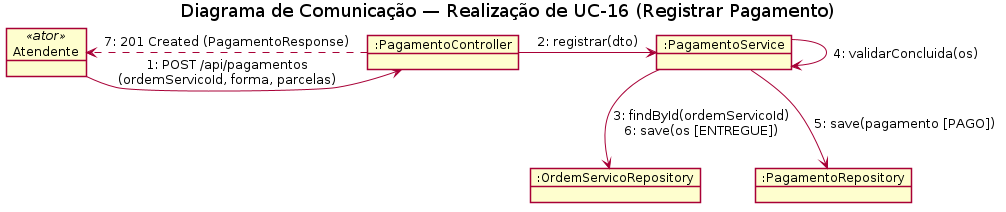 Diagrama de Comunicação — Realização de UC-16 (Registrar Pagamento)
«ator»
Atendente
7: 201 Created (PagamentoResponse)
1: POST /api/pagamentos
(ordemServicoId, forma, parcelas)
:PagamentoController
2: registrar(dto)
:PagamentoService
4: validarConcluida(os)
3: findById(ordemServicoId)
6: save(os [ENTREGUE])
5: save(pagamento [PAGO])
:OrdemServicoRepository
:PagamentoRepository